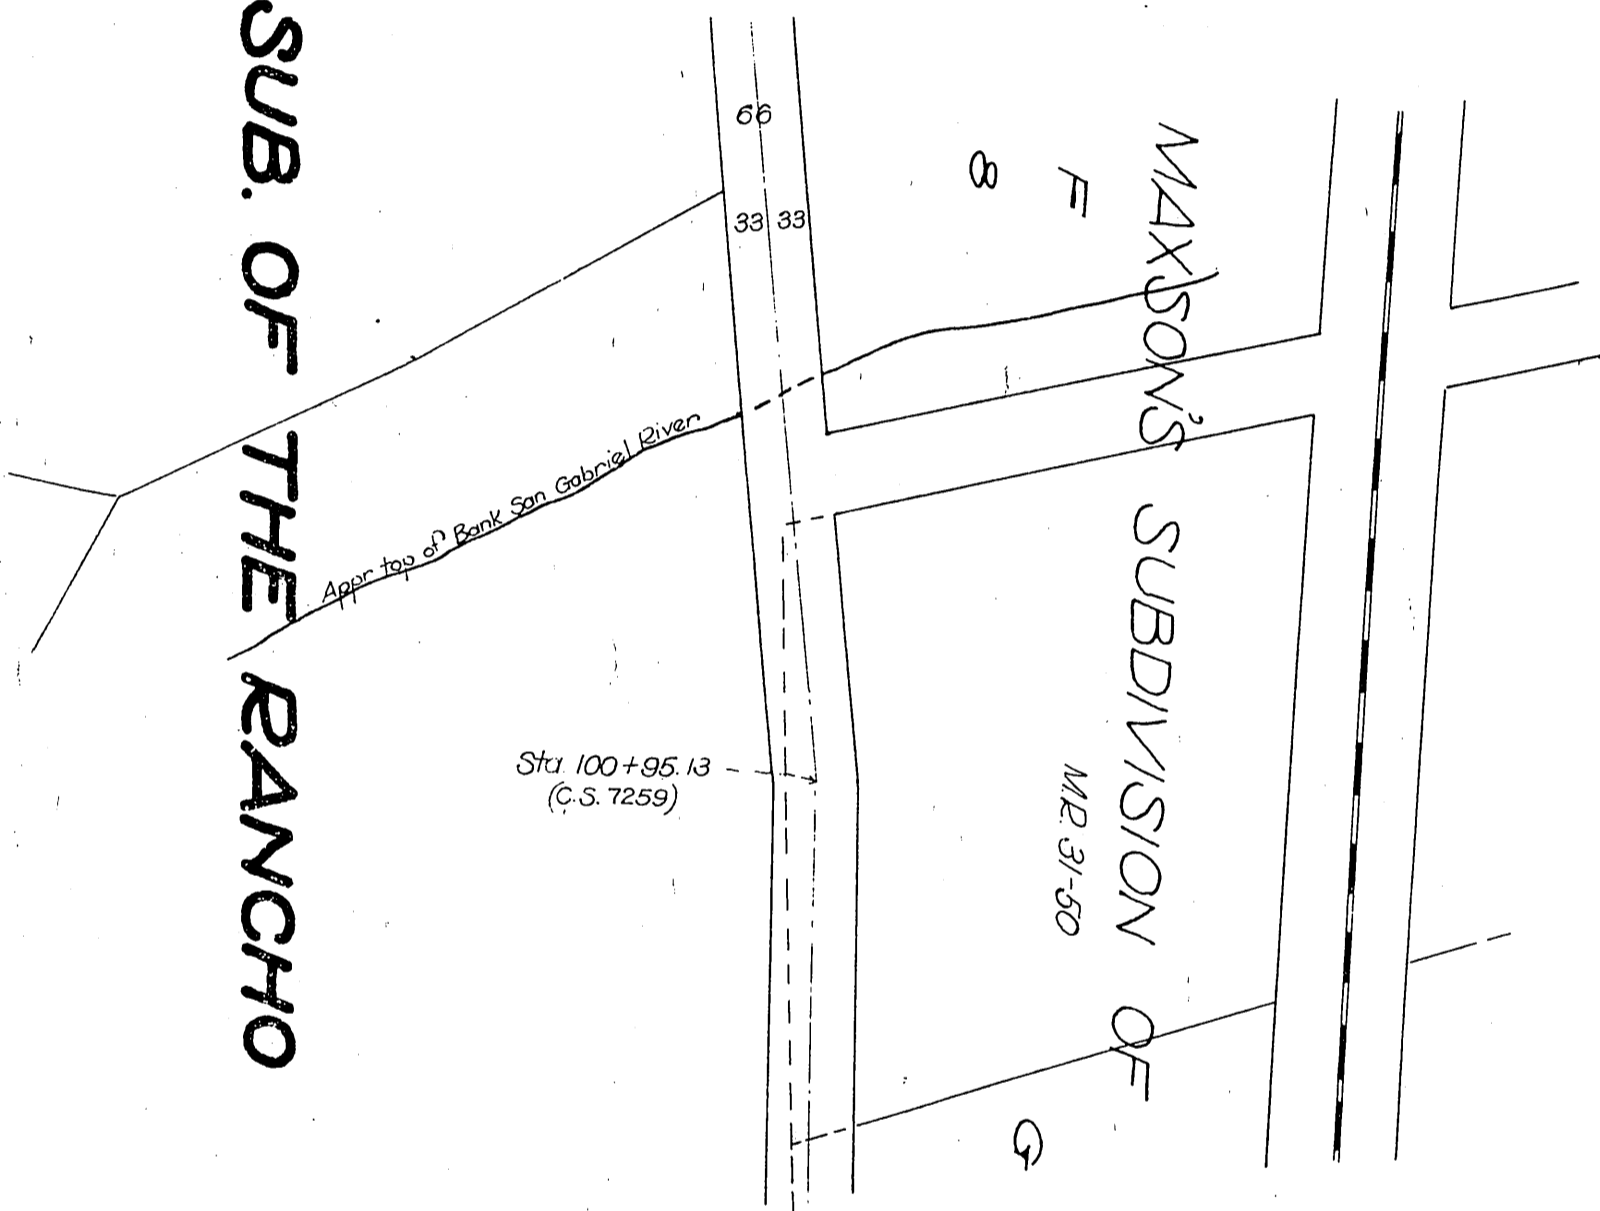 SUB. OF THE RANCHO
66
33 33
8
F
MAXSON'S SUBDIVISION OF
M.R. 31-50
Appr top of Bank San Gabriel River
Sta. 100+95.13
(C.S. 7259)
G